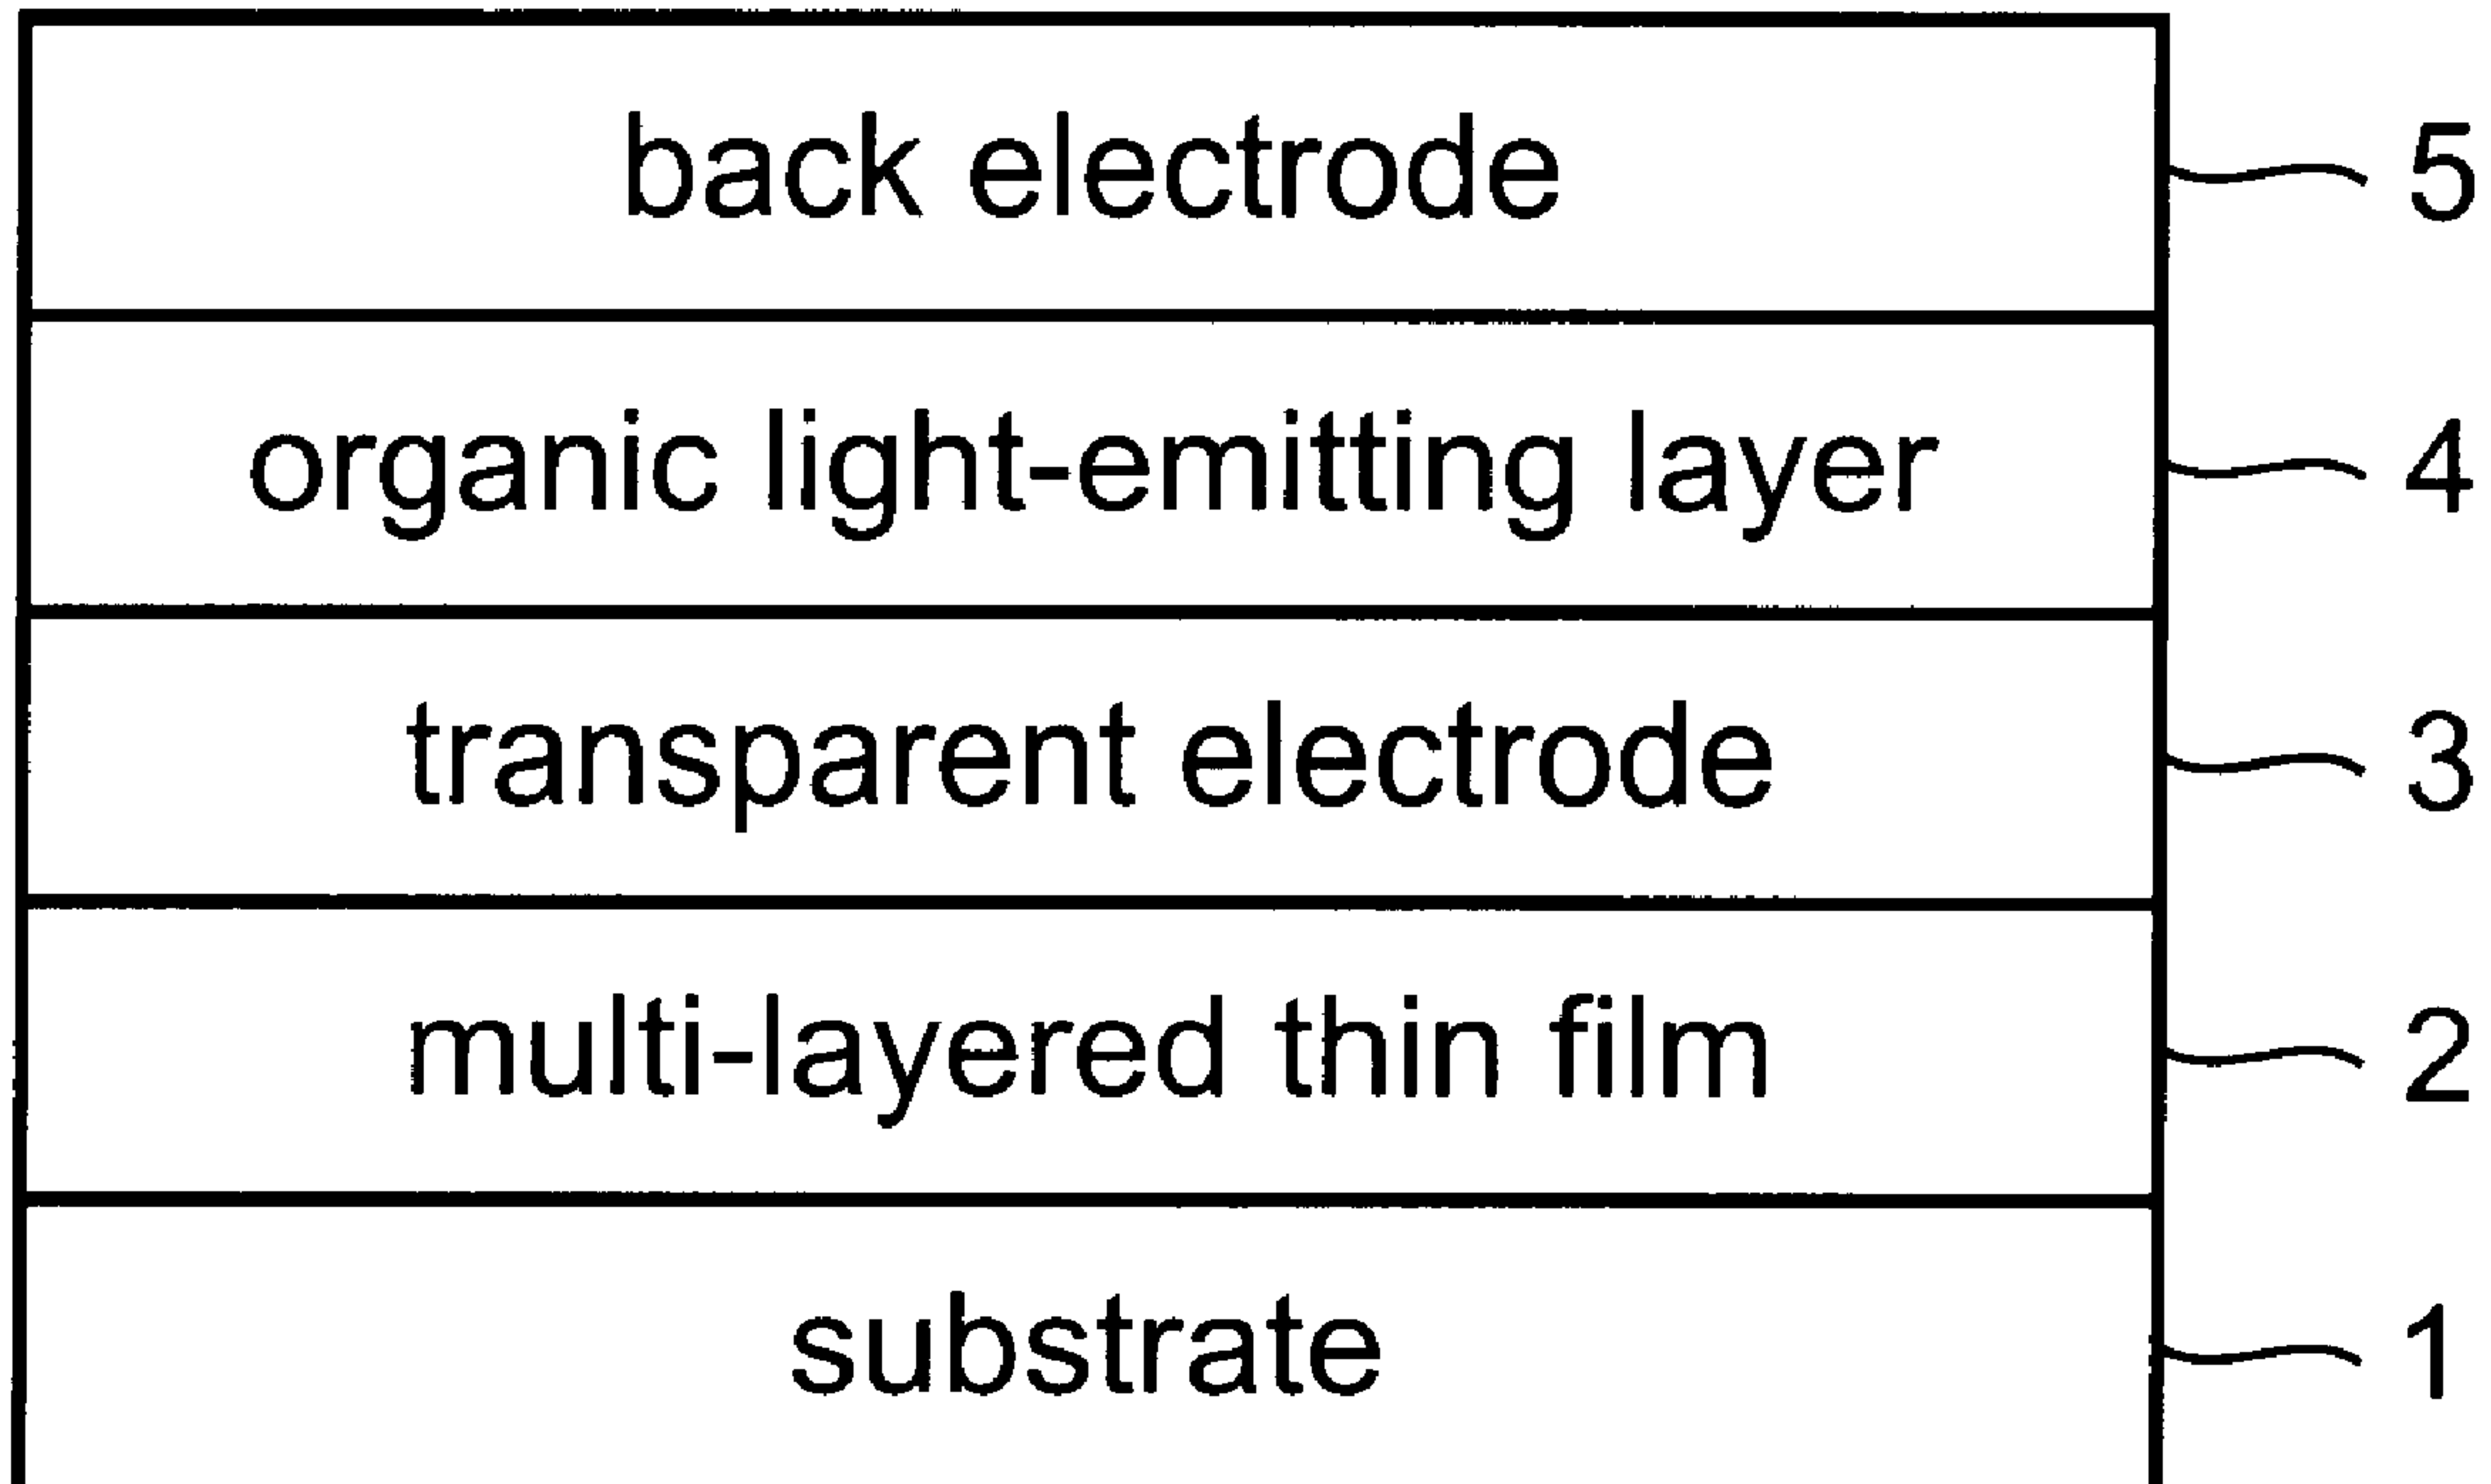 back electrode 5
organic light-emitting layer 4
transparent electrode 3
multi-layered thin film 2
substrate 1